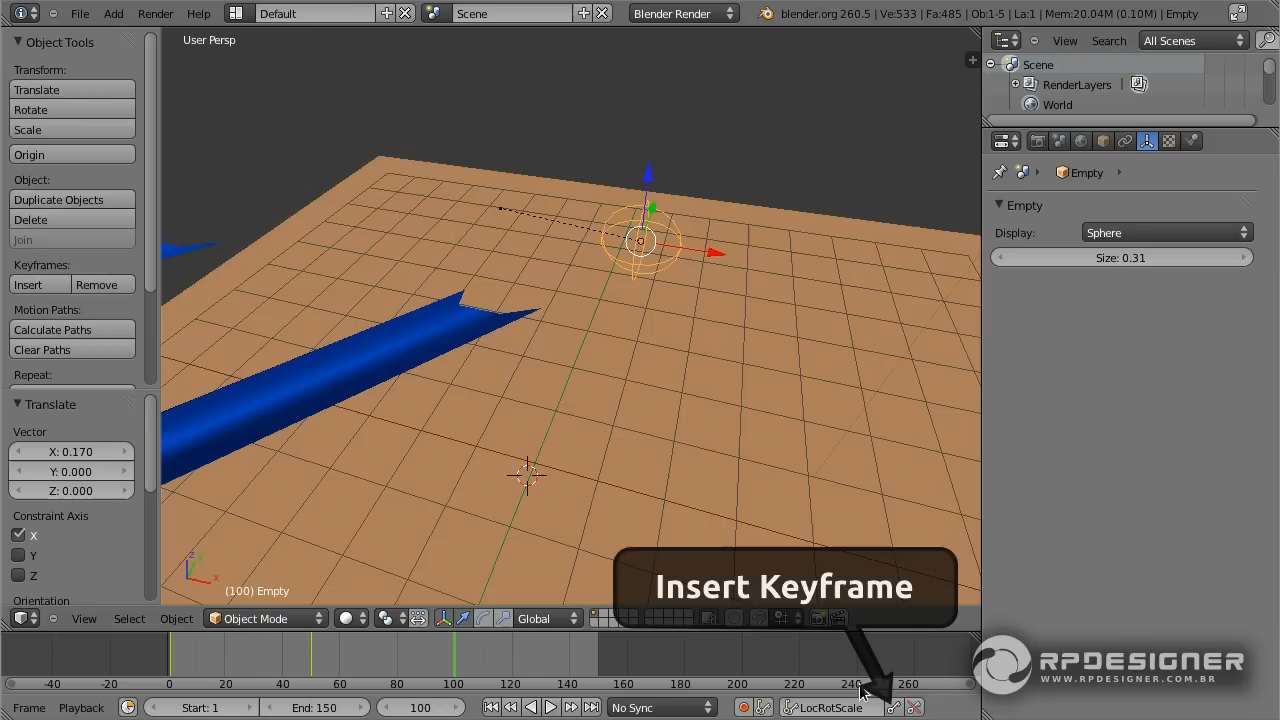 File Add Render Help Default Scene Blender Render blender.org 260.5 | Ve:533 | Fa:485 | Ob:1-5 | La:1 | Mem:20.04M (0.10M) | Empty
Object Tools
Transform:
Translate
Rotate
Scale
Origin
Object:
Duplicate Objects
Delete
Join
Keyframes:
Insert Remove
Motion Paths:
Calculate Paths
Clear Paths
Repeat:
Translate
Vector
X: 0.170
Y: 0.000
Z: 0.000
Constraint Axis
X
Y
Z
Orientation
User Persp
z
Y
X
(100) Empty
Insert Keyframe
View Select Object Object Mode Global
-40 -20 0 20 40 60 80 100 120 140 160 180 200 220 240 260
Frame Playback Start: 1 End: 150 100 No Sync LocRotScale
View Search All Scenes
Scene
RenderLayers |
World
Empty
Empty
Display: Sphere
Size: 0.31
RPDESIGNER
WWW.RPDESIGNER.COM.BR